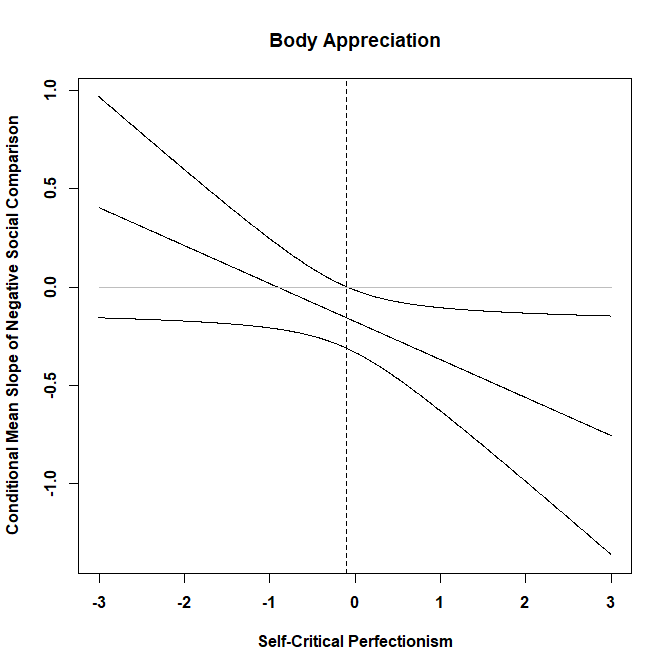 Body Appreciation
Conditional Mean Slope of Negative Social Comparison
1.0
0.5
0.0
-0.5
-1.0
-3 -2 -1 0 1 2 3
Self-Critical Perfectionism